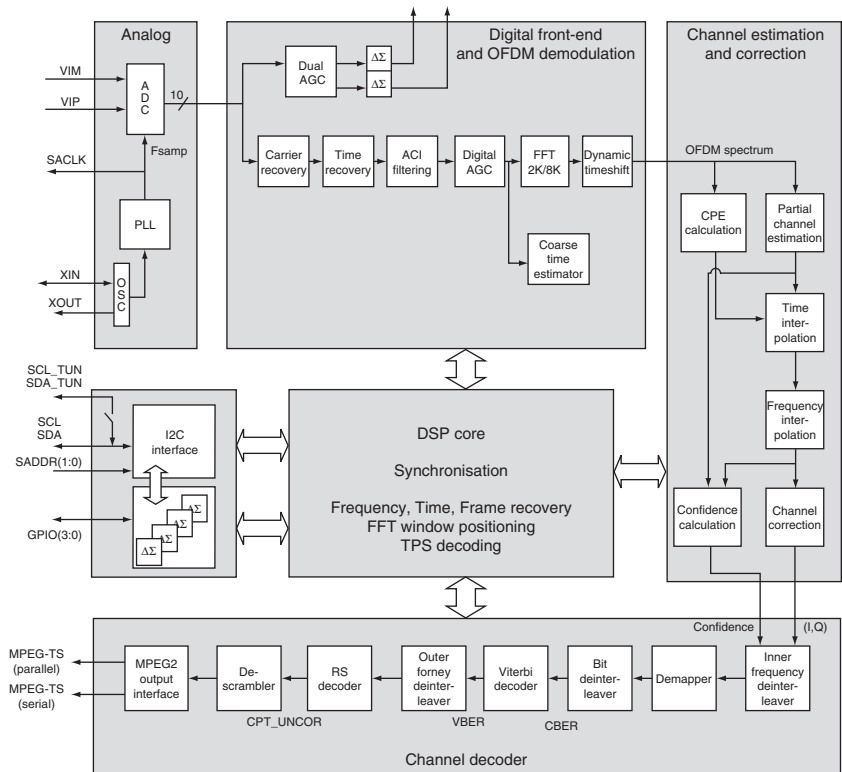 Analog
Digital front-end
and OFDM demodulation
Channel estimation
and correction
VIM
VIP
SACLK
XIN
XOUT
A
D
C
10
Fsamp
PLL
O
S
C
Dual
AGC
ΔΣ
ΔΣ
Carrier
recovery
Time
recovery
ACI
filtering
Digital
AGC
FFT
2K/8K
Dynamic
timeshift
Coarse
time
estimator
OFDM spectrum
CPE
calculation
Partial
channel
estimation
Time
inter-
polation
Frequency
inter-
polation
Confidence
calculation
Channel
correction
SCL_TUN
SDA_TUN
SCL
SDA
SADDR(1:0)
GPIO(3:0)
I2C
interface
ΔΣ
ΔΣ
ΔΣ
ΔΣ
DSP core
Synchronisation
Frequency, Time, Frame recovery
FFT window positioning
TPS decoding
Confidence
(I,Q)
MPEG-TS
(parallel)
MPEG-TS
(serial)
MPEG2
output
interface
De-
scrambler
RS
decoder
Outer
forney
deinter-
leaver
Viterbi
decoder
Bit
deinter-
leaver
Demapper
Inner
frequency
deinter-
leaver
CPT_UNCOR
VBER
CBER
Channel decoder